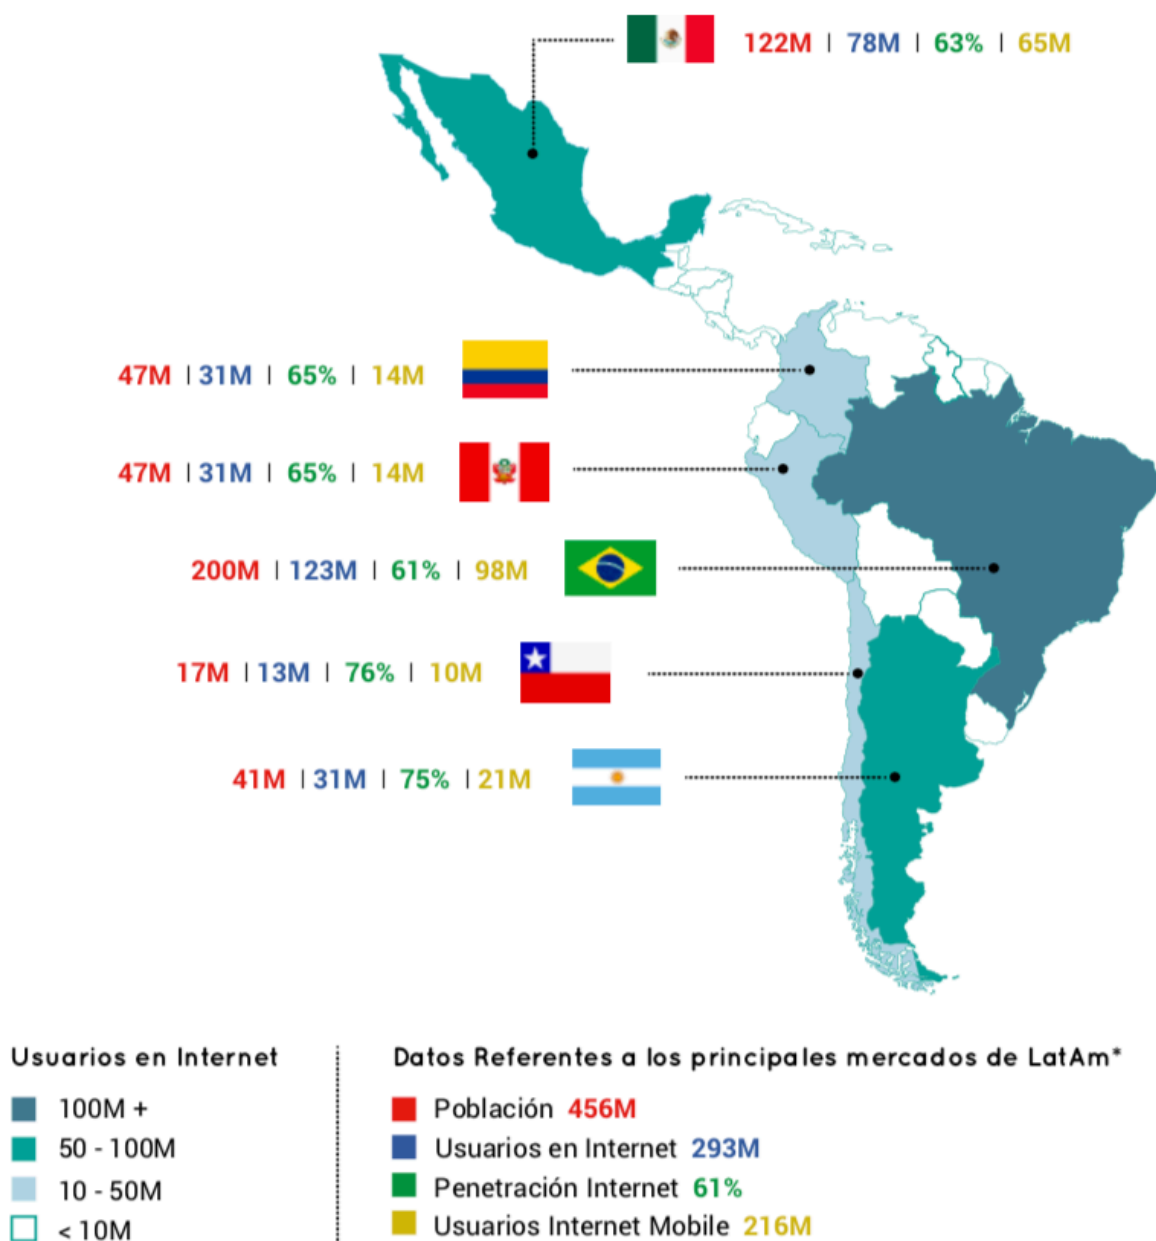 122M | 78M | 63% | 65M
47M | 31M | 65% | 14M
47M | 31M | 65% | 14M
200M | 123M | 61% | 98M
17M | 13M | 76% | 10M
41M | 31M | 75% | 21M
Usuarios en Internet
100M +
50 - 100M
10 - 50M
< 10M
Datos Referentes a los principales mercados de LatAm*
Población 456M
Usuarios en Internet 293M
Penetración Internet 61%
Usuarios Internet Mobile 216M